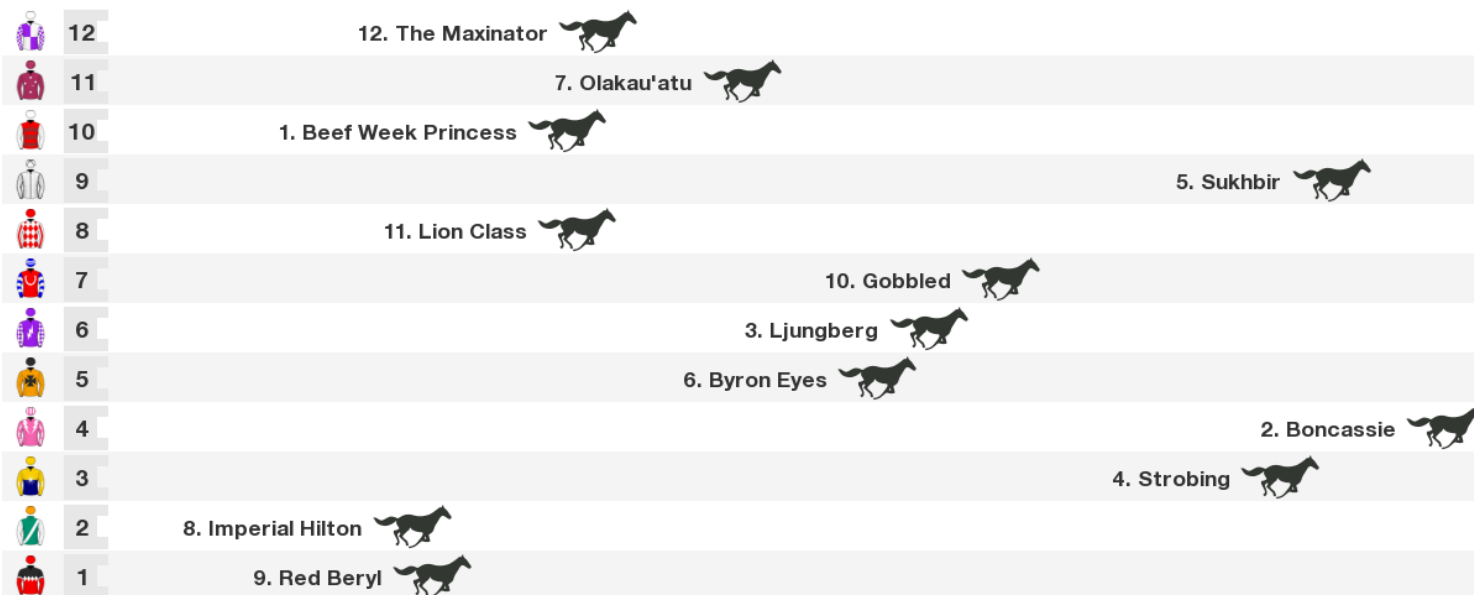 12 12. The Maxinator
11 7. Olakau'atu
10 1. Beef Week Princess
9 5. Sukhbir
8 11. Lion Class
7 10. Gobbled
6 3. Ljungberg
5 6. Byron Eyes
4 2. Boncassie
3 4. Strobing
2 8. Imperial Hilton
1 9. Red Beryl